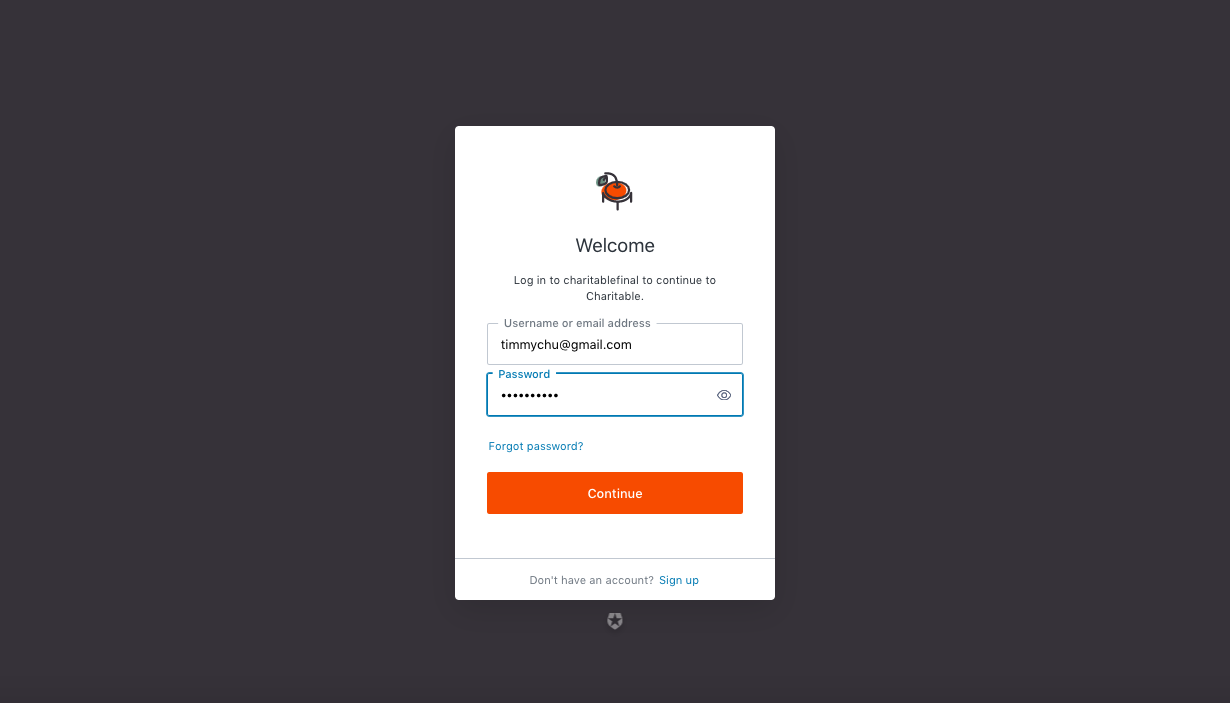 Welcome
Log in to charitablefinal to continue to
Charitable.
Username or email address
timmychu@gmail.com
Password
••••••••••
Forgot password?
Continue
Don't have an account? Sign up